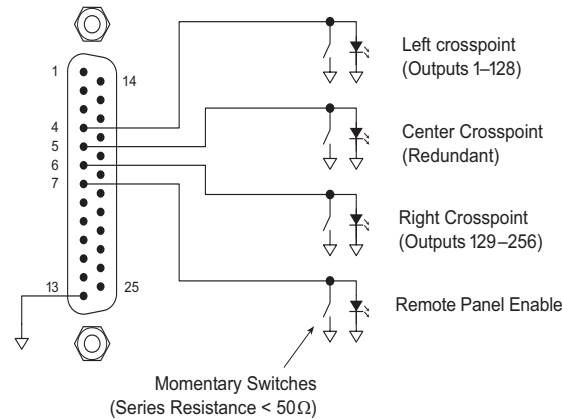 1
14
4
5
6
7
13
25
Left crosspoint
(Outputs 1–128)
Center Crosspoint
(Redundant)
Right Crosspoint
(Outputs 129–256)
Remote Panel Enable
Momentary Switches
(Series Resistance < 50Ω)